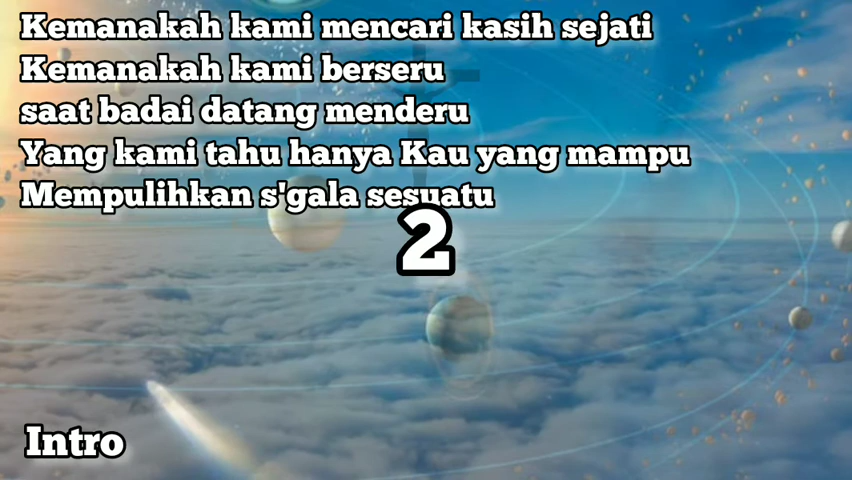 Kemanakah kami mencari kasih sejati
Kemanakah kami berseru
saat badai datang menderu
Yang kami tahu hanya Kau yang mampu
Mempulihkan s'gala sesuatu
2
Intro